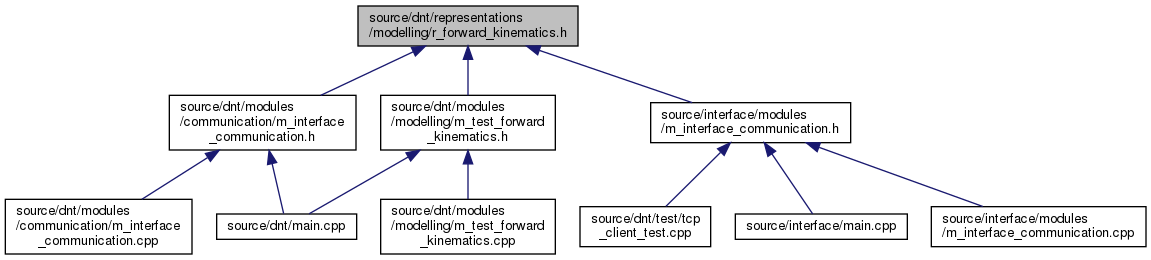 source/dnt/representations
/modelling/r_forward_kinematics.h
source/dnt/modules
/communication/m_interface
_communication.h
source/dnt/modules
/modelling/m_test_forward
_kinematics.h
source/interface/modules
/m_interface_communication.h
source/dnt/modules
/communication/m_interface
_communication.cpp
source/dnt/main.cpp
source/dnt/modules
/modelling/m_test_forward
_kinematics.cpp
source/dnt/test/tcp
_client_test.cpp
source/interface/main.cpp
source/interface/modules
/m_interface_communication.cpp